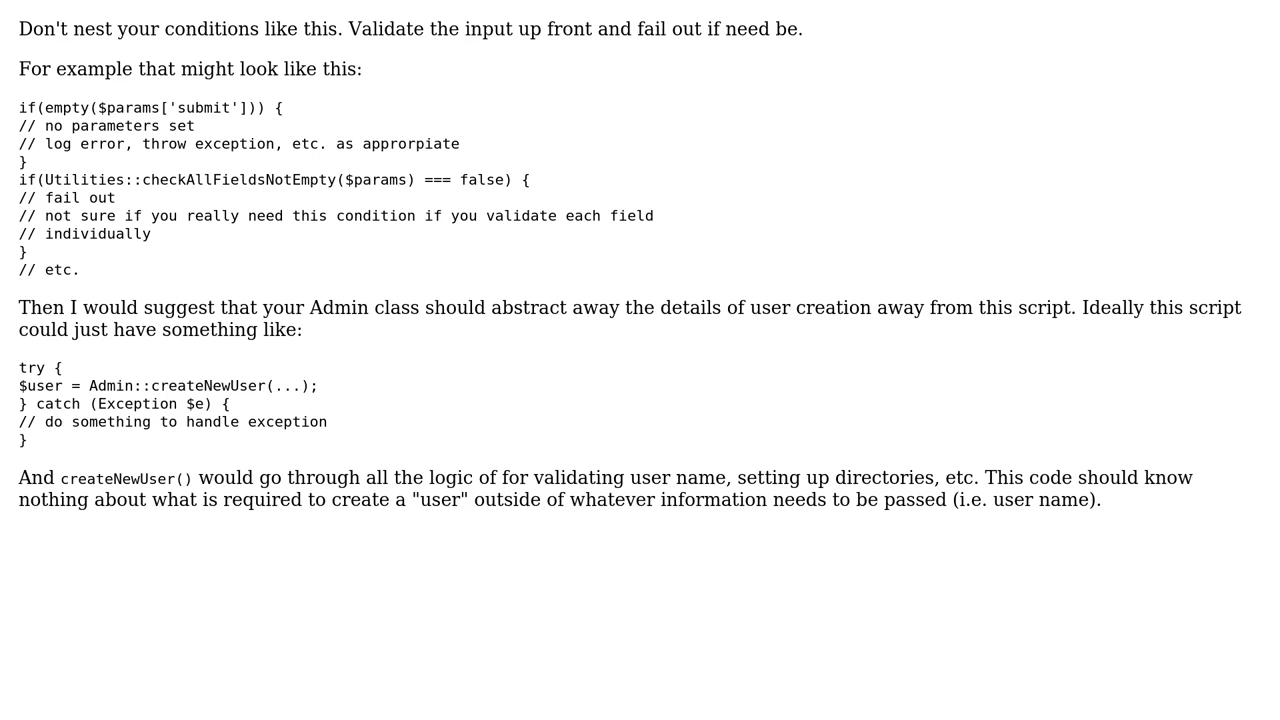 Don't nest your conditions like this. Validate the input up front and fail out if need be.
For example that might look like this:
if(empty($params['submit'])) {
// no parameters set
// log error, throw exception, etc. as approrpiate
}
if(Utilities::checkAllFieldsNotEmpty($params) === false) {
// fail out
// not sure if you really need this condition if you validate each field
// individually
}
// etc.
Then I would suggest that your Admin class should abstract away the details of user creation away from this script. Ideally this script
could just have something like:
try {
$user = Admin::createNewUser(...);
} catch (Exception $e) {
// do something to handle exception
}
And createNewUser() would go through all the logic of for validating user name, setting up directories, etc. This code should know
nothing about what is required to create a "user" outside of whatever information needs to be passed (i.e. user name).